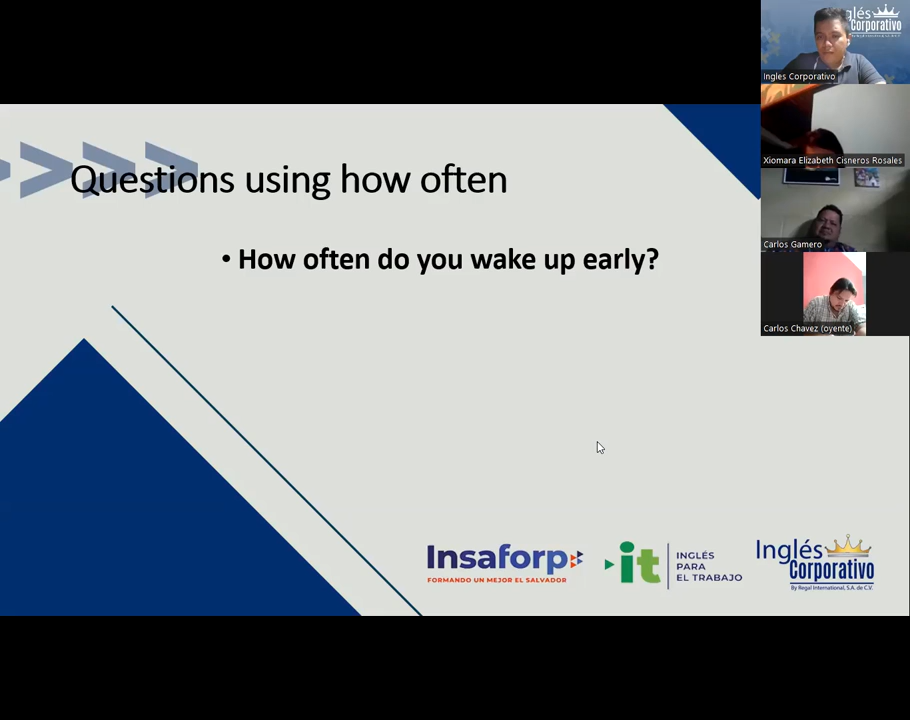 Questions using how often
• How often do you wake up early?
Insaforp
FORMANDO UN MEJOR EL SALVADOR
it
INGLÉS
PARA
EL TRABAJO
Inglés
Corporativo
By Regal International, S.A. de C.V.
glés
Corporativo
Ingles Corporativo
Xiomara Elizabeth Cisneros Rosales
Carlos Gamero
Carlos Chavez (oyente)